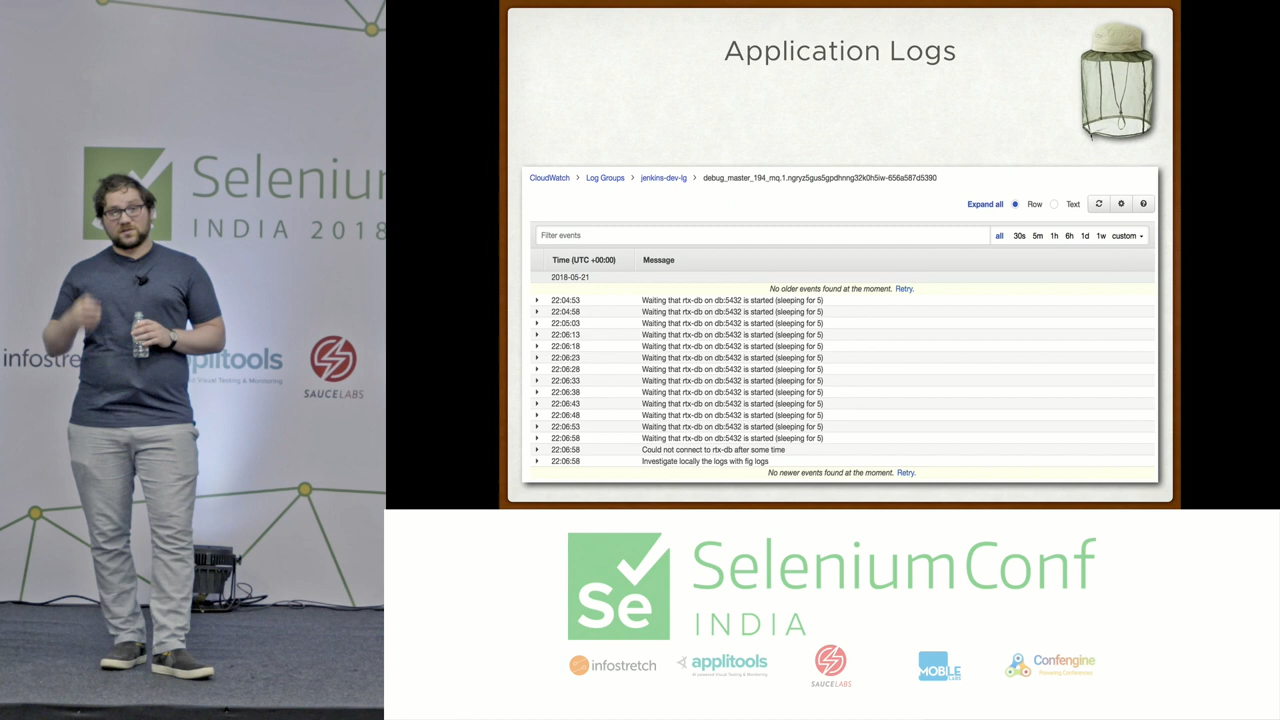 Selenium
INDIA 2018
infostre
pplitools
d Visual Testing & Monitoring
SAUCELABS
Application Logs
CloudWatch > Log Groups > jenkins-dev-lg > debug_master_194_mq.1.ngryz5gus5gpdhnng32k0h5iw-656a587d5390
Expand all Row Text
Filter events all 30s 5m 1h 6h 1d 1w custom
Time (UTC +00:00) Message
2018-05-21
No older events found at the moment. Retry.
22:04:53 Waiting that rtx-db on db:5432 is started (sleeping for 5)
22:04:58 Waiting that rtx-db on db:5432 is started (sleeping for 5)
22:05:03 Waiting that rtx-db on db:5432 is started (sleeping for 5)
22:06:13 Waiting that rtx-db on db:5432 is started (sleeping for 5)
22:06:18 Waiting that rtx-db on db:5432 is started (sleeping for 5)
22:06:23 Waiting that rtx-db on db:5432 is started (sleeping for 5)
22:06:28 Waiting that rtx-db on db:5432 is started (sleeping for 5)
22:06:33 Waiting that rtx-db on db:5432 is started (sleeping for 5)
22:06:38 Waiting that rtx-db on db:5432 is started (sleeping for 5)
22:06:43 Waiting that rtx-db on db:5432 is started (sleeping for 5)
22:06:48 Waiting that rtx-db on db:5432 is started (sleeping for 5)
22:06:53 Waiting that rtx-db on db:5432 is started (sleeping for 5)
22:06:58 Waiting that rtx-db on db:5432 is started (sleeping for 5)
22:06:58 Could not connect to rtx-db after some time
22:06:58 Investigate locally the logs with fig logs
No newer events found at the moment. Retry.
Se
SeleniumConf
INDIA
infostretch applitools SAUCELABS MOBILE LABS Confengine
AI powered Visual Testing & Monitoring
Pioneering Conferences